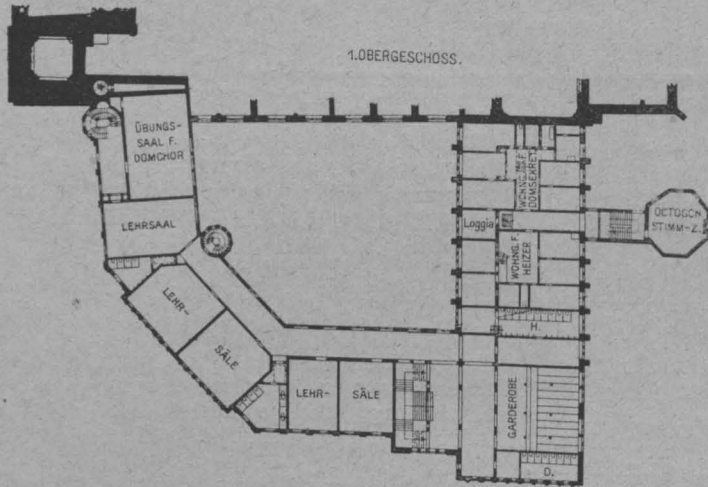 1.OBERGESCHOSS.
ÜBUNGS-
SAAL F.
DOMCHOR
LEHRSAAL
LEHR-
SÄLE
LEHR-
SÄLE
WOHNG. F.
DOMSEKRET
Loggia
WOHNG. F.
HEIZER
OCTOGON
STIMM-Z.
H.
GARDEROBE
D.